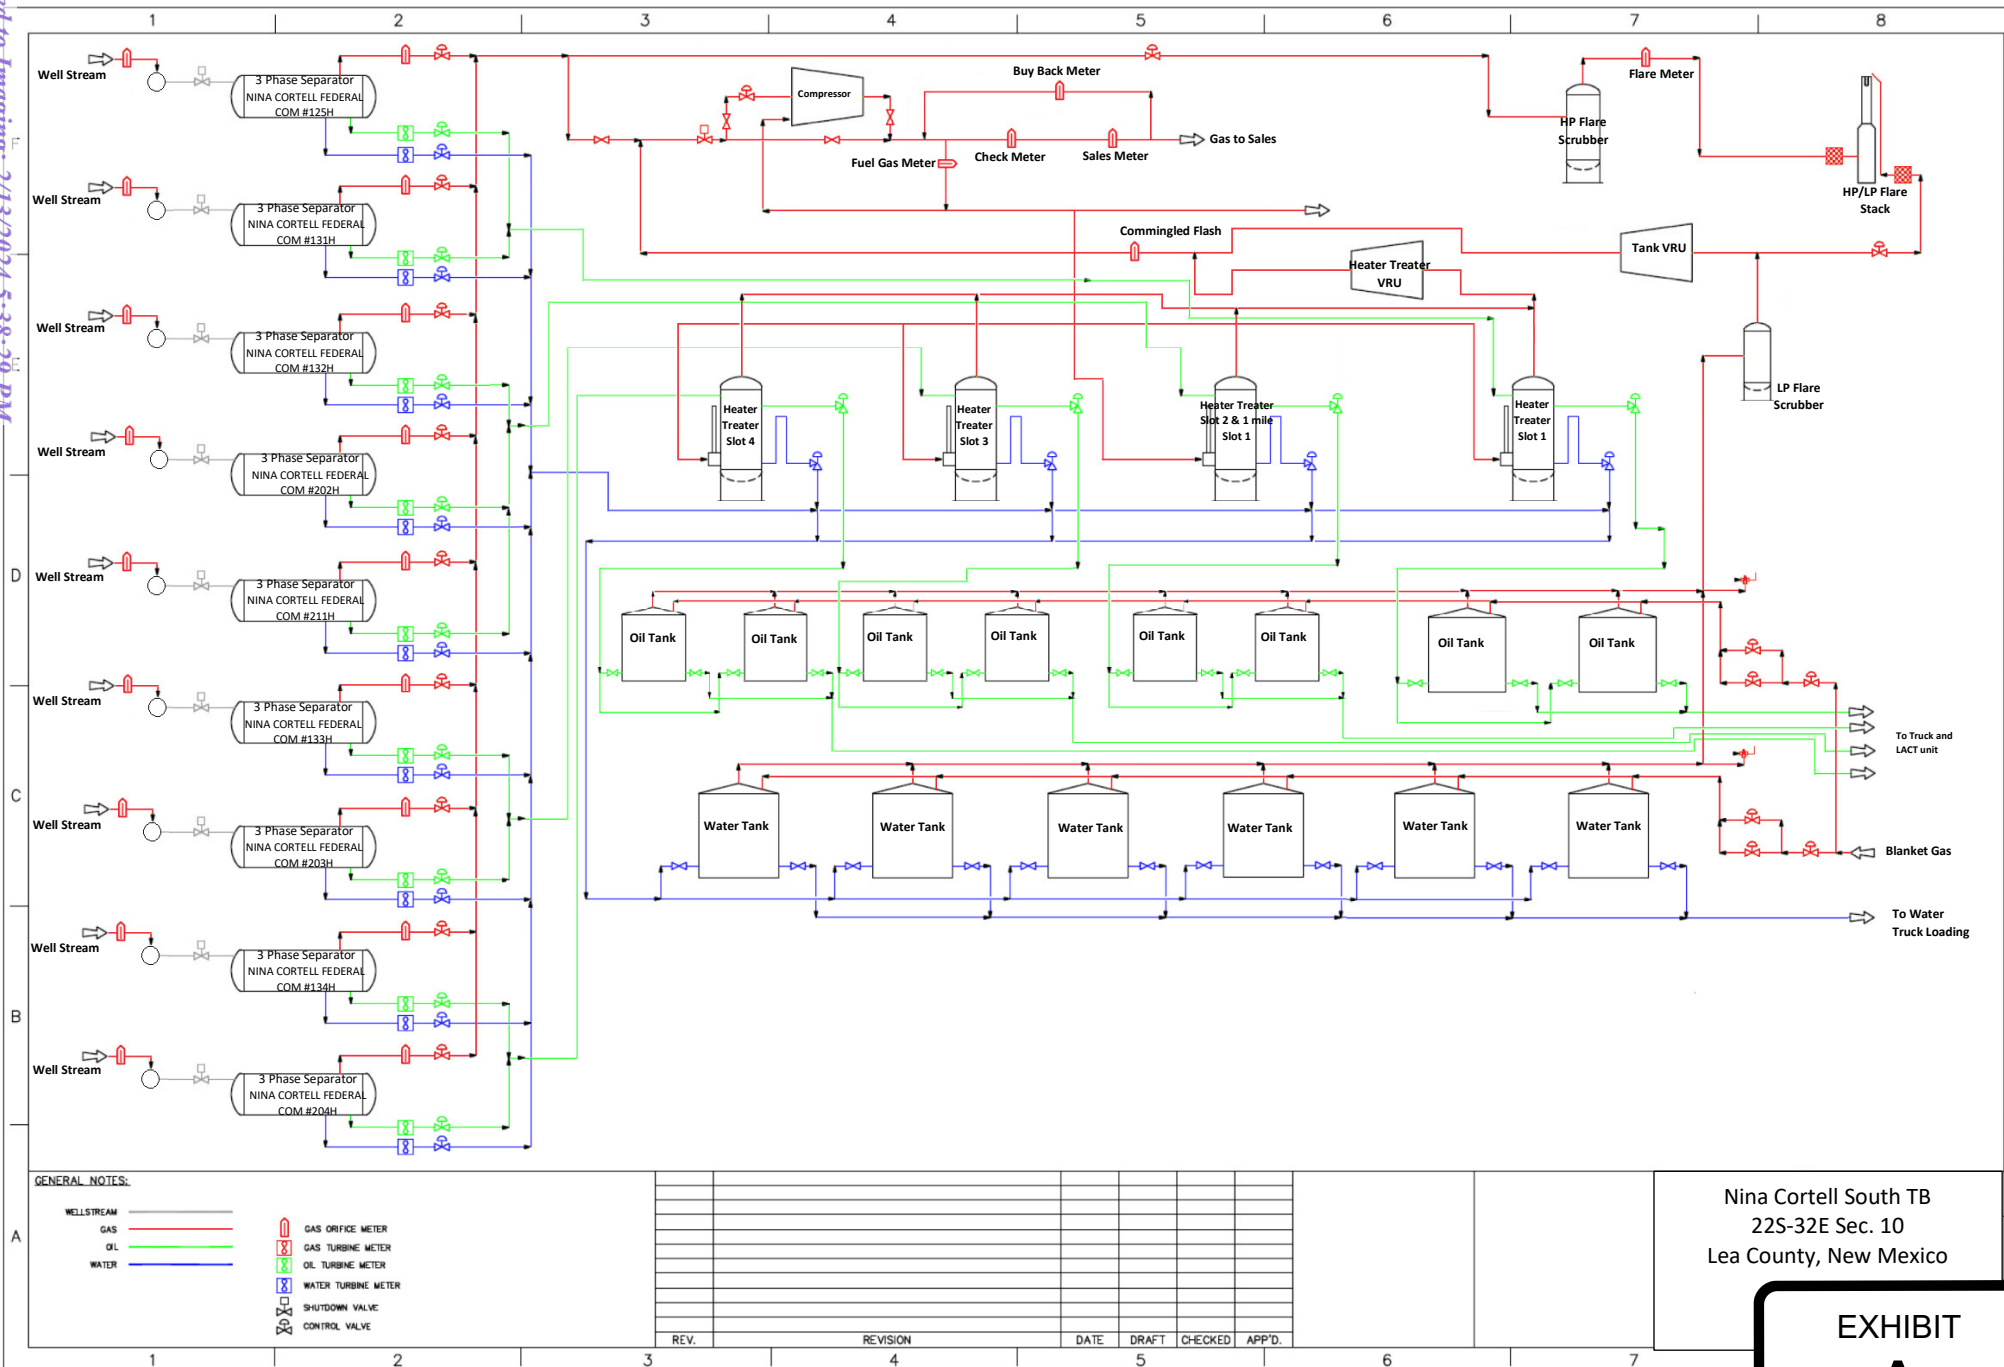 1 2 3 4 5 6 7 8
Well Stream
3 Phase Separator
NINA CORTELL FEDERAL
COM #125H
Well Stream
3 Phase Separator
NINA CORTELL FEDERAL
COM #131H
Well Stream
3 Phase Separator
NINA CORTELL FEDERAL
COM #132H
Well Stream
3 Phase Separator
NINA CORTELL FEDERAL
COM #202H
Well Stream
3 Phase Separator
NINA CORTELL FEDERAL
COM #211H
Well Stream
3 Phase Separator
NINA CORTELL FEDERAL
COM #133H
Well Stream
3 Phase Separator
NINA CORTELL FEDERAL
COM #203H
Well Stream
3 Phase Separator
NINA CORTELL FEDERAL
COM #134H
Well Stream
3 Phase Separator
NINA CORTELL FEDERAL
COM #204H
Compressor
Buy Back Meter
Fuel Gas Meter
Check Meter
Sales Meter
Gas to Sales
Flare Meter
HP Flare
Scrubber
HP/LP Flare
Stack
Commingled Flash
Heater Treater
VRU
Tank VRU
LP Flare
Scrubber
Heater
Treater
Slot 4
Heater
Treater
Slot 3
Heater Treater
Slot 2 & 1 mile
Slot 1
Heater
Treater
Slot 1
Oil Tank
Oil Tank
Oil Tank
Oil Tank
Oil Tank
Oil Tank
Oil Tank
Oil Tank
To Truck and
LACT unit
Water Tank
Water Tank
Water Tank
Water Tank
Water Tank
Water Tank
Blanket Gas
To Water
Truck Loading
F
E
D
C
B
A
GENERAL NOTES:
WELLSTREAM
GAS
OIL
WATER
GAS ORIFICE METER
GAS TURBINE METER
OIL TURBINE METER
WATER TURBINE METER
SHUTDOWN VALVE
CONTROL VALVE
REV. REVISION DATE DRAFT CHECKED APP'D.
Nina Cortell South TB
22S-32E Sec. 10
Lea County, New Mexico
EXHIBIT
1 2 3 4 5 6 7